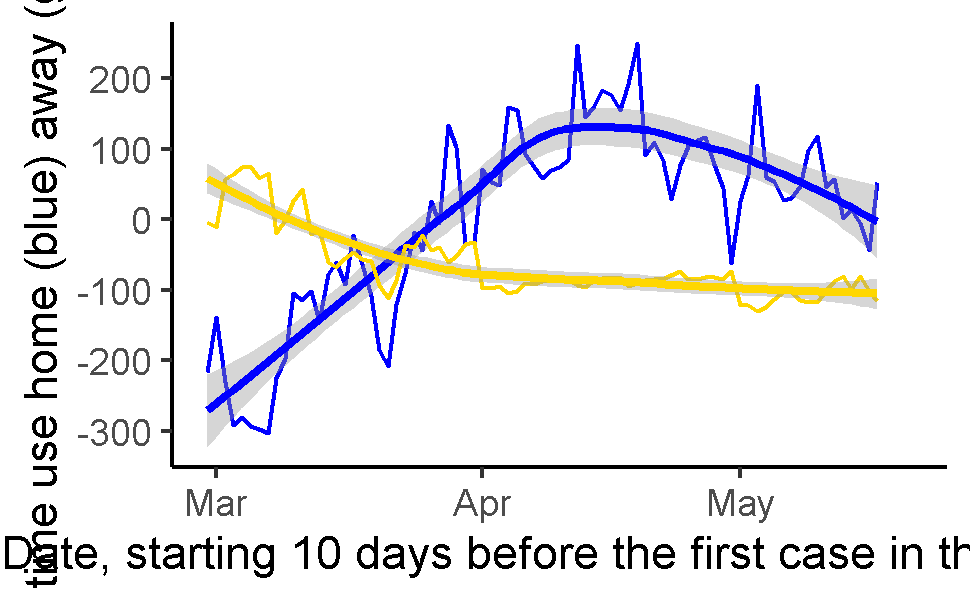 time use home (blue) away (
200
100
0
-100
-200
-300
Mar Apr May
Date, starting 10 days before the first case in th